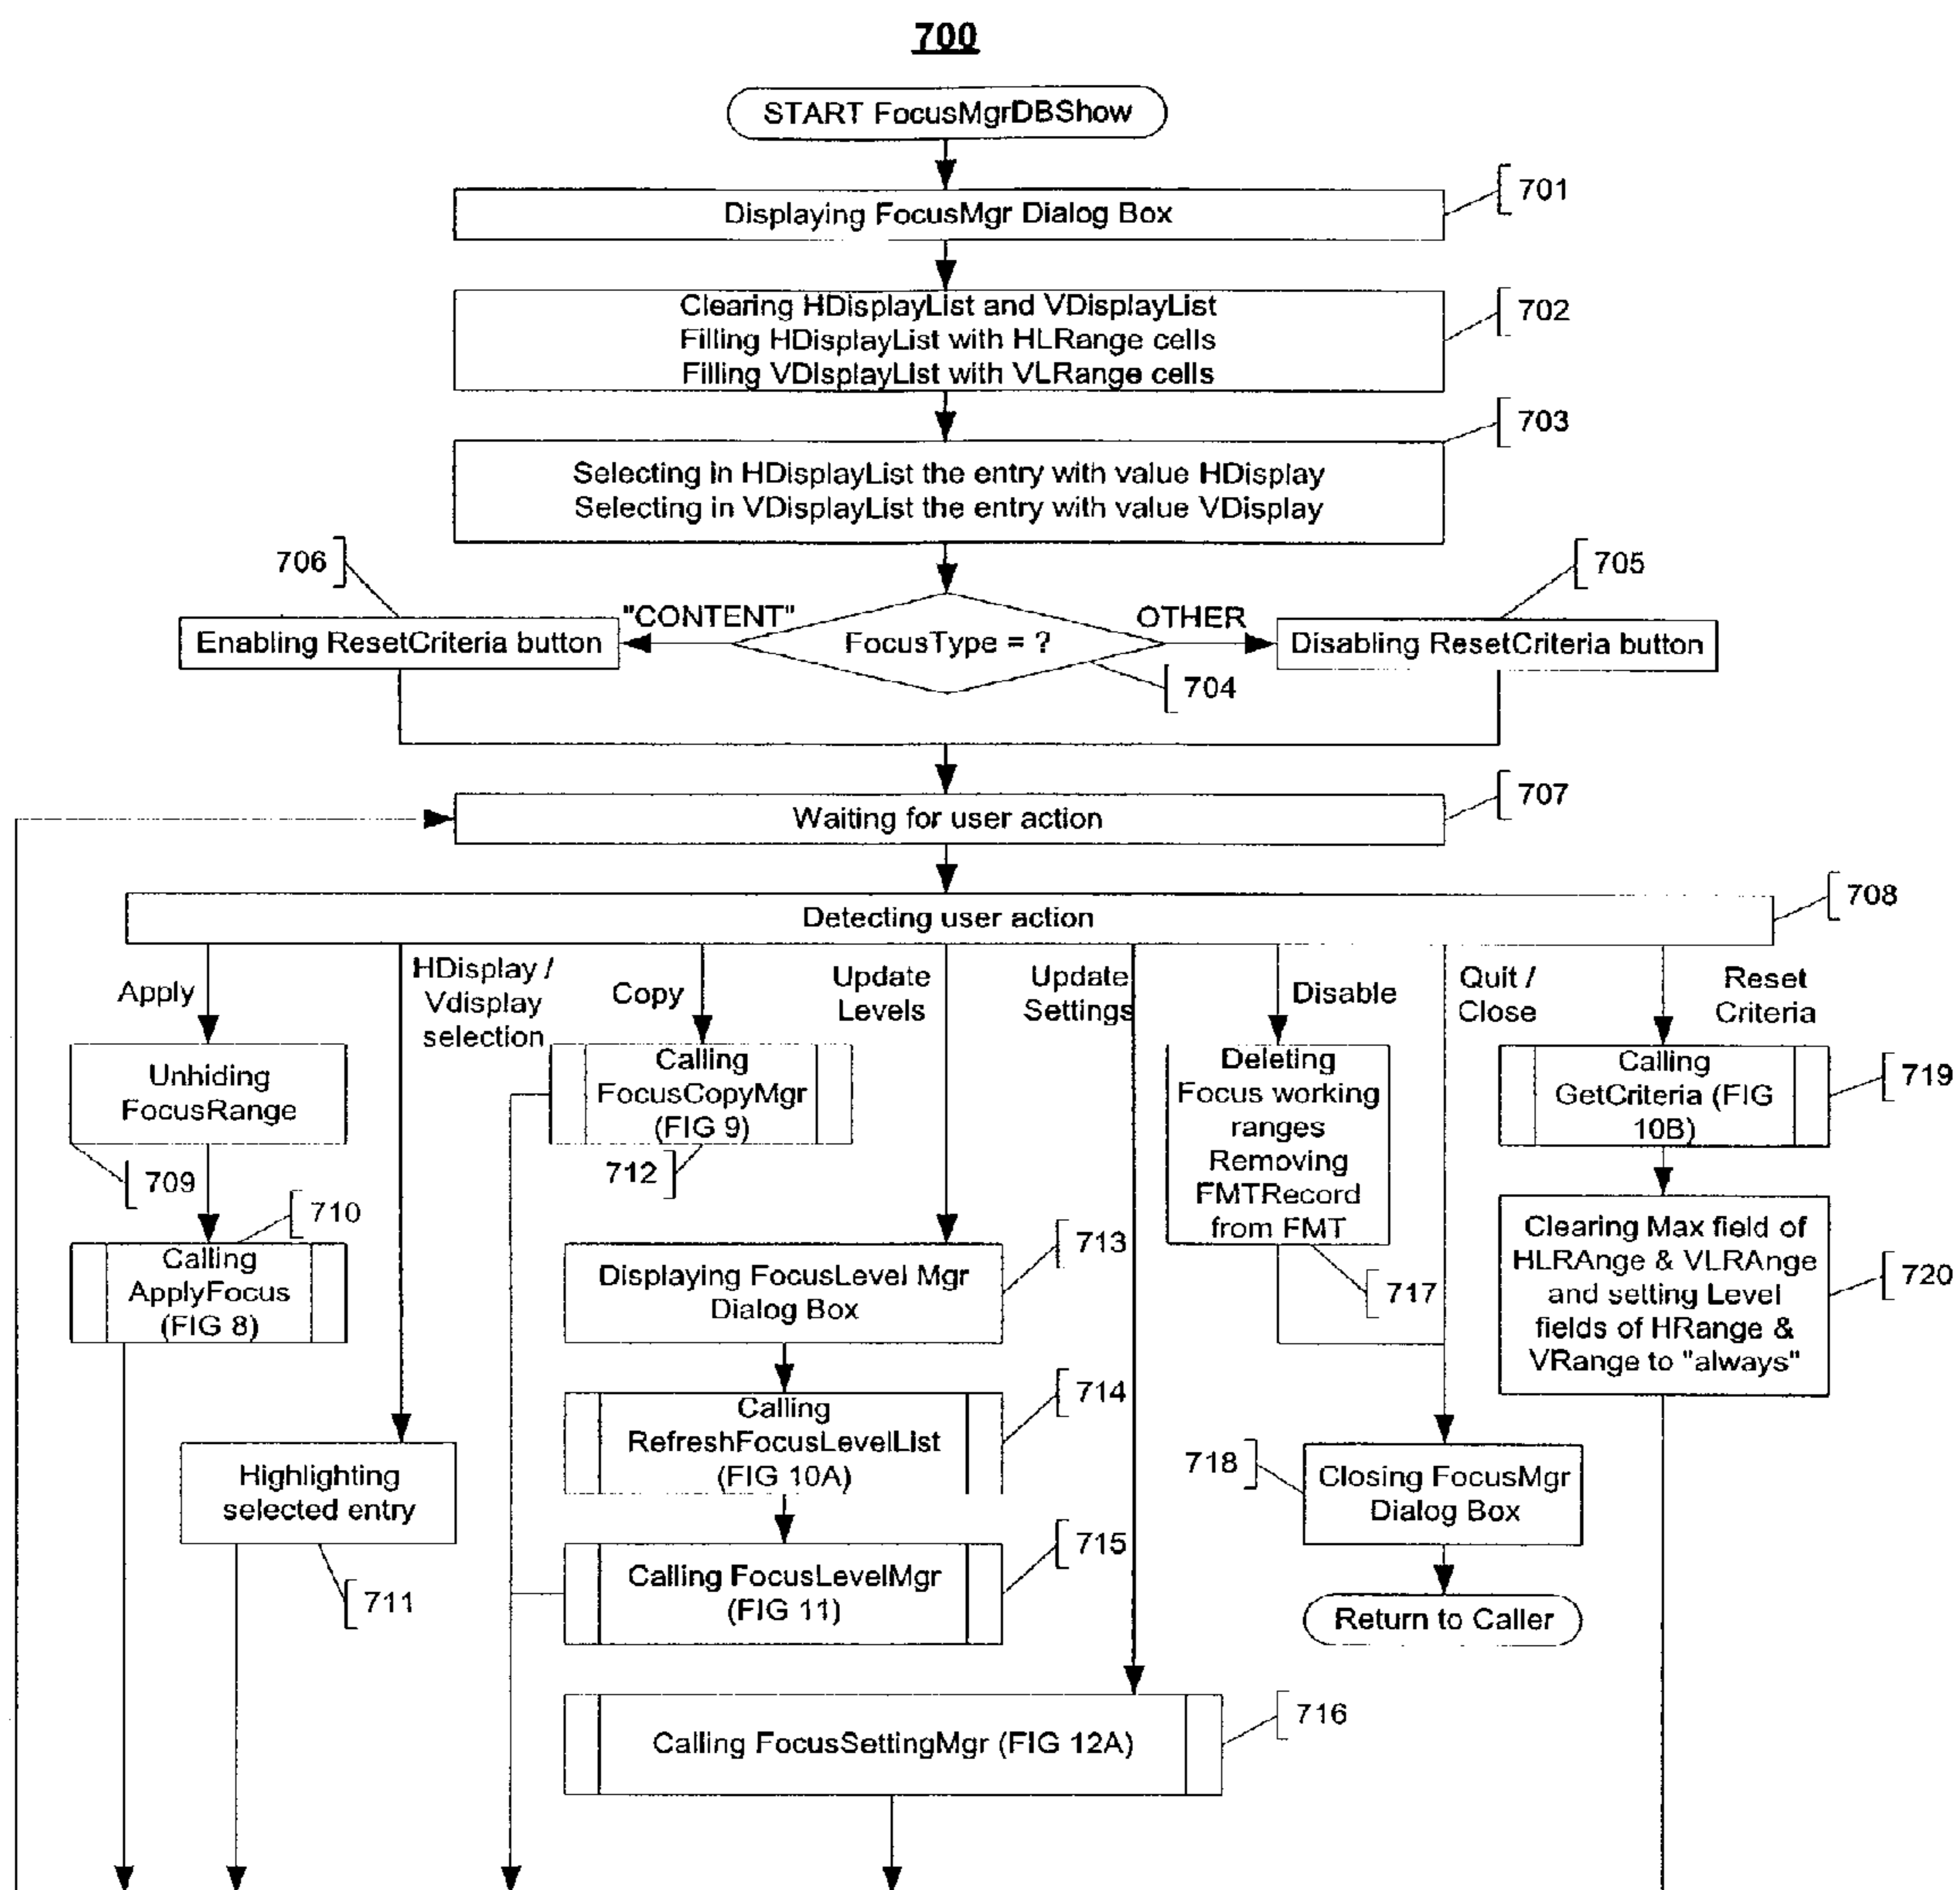 700
START FocusMgrDBShow
701
Displaying FocusMgr Dialog Box
702
Clearing HDisplayList and VDisplayList
Filling HDisplayList with HLRange cells
Filling VDisplayList with VLRange cells
703
Selecting in HDisplayList the entry with value HDisplay
Selecting in VDisplayList the entry with value VDisplay
706
705
"CONTENT"
OTHER
Enabling ResetCriteria button
FocusType = ?
Disabling ResetCriteria button
704
707
Waiting for user action
708
Detecting user action
Apply
HDisplay /
Vdisplay
selection
Copy
Update
Levels
Update
Settings
Disable
Quit /
Close
Reset
Criteria
Unhiding
FocusRange
709
710
Calling
ApplyFocus
(FIG 8)
Highlighting
selected entry
711
Calling
FocusCopyMgr
(FIG 9)
712
713
Displaying FocusLevel Mgr
Dialog Box
714
Calling
RefreshFocusLevelList
(FIG 10A)
715
Calling FocusLevelMgr
(FIG 11)
716
Calling FocusSettingMgr (FIG 12A)
Deleting
Focus working
ranges
Removing
FMTRecord
from FMT
717
718
Closing FocusMgr
Dialog Box
Return to Caller
Calling
GetCriteria (FIG
10B)
719
Clearing Max field of
HLRAnge & VLRAnge
and setting Level
fields of HRange &
VRange to "always"
720